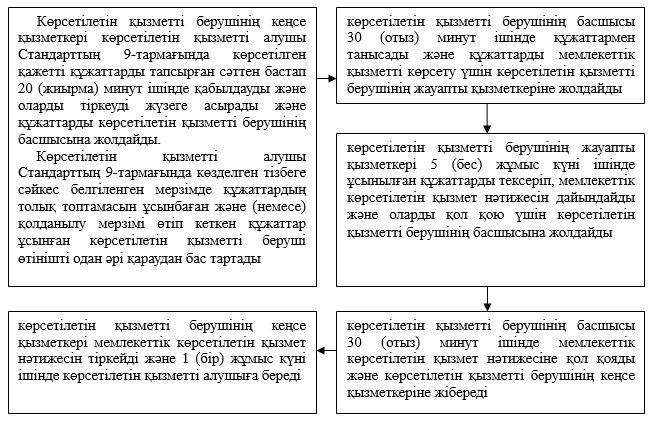 Көрсетілетін қызметті берушінің кеңсе
қызметкері көрсетілетін қызметті алушы
Стандарттың 9-тармағында көрсетілген
қажетті құжаттарды тапсырған сәттен бастап
20 (жиырма) минут ішінде қабылдауды және
оларды тіркеуді жүзеге асырады және
құжаттарды көрсетілетін қызметті берушінің
басшысына жолдайды.
Көрсетілетін қызметті алушы
Стандарттың 9-тармағында көзделген тізбеге
сәйкес белгіленген мерзімде құжаттардың
толық топтамасын ұсынбаған және (немесе)
қолданылу мерзімі өтіп кеткен құжаттар
ұсынған көрсетілетін қызметті беруші
өтінішті одан әрі қараудан бас тартады
көрсетілетін қызметті берушінің басшысы
30 (отыз) минут ішінде құжаттармен
танысады және құжаттарды мемлекеттік
қызметті көрсету үшін көрсетілетін қызметті
берушінің жауапты қызметкеріне жолдайды
көрсетілетін қызметті берушінің жауапты
қызметкері 5 (бес) жұмыс күні ішінде
ұсынылған құжаттарды тексеріп, мемлекеттік
көрсетілетін қызмет нәтижесін дайындайды
және оларды қол қою үшін көрсетілетін
қызметті берушінің басшысына жолдайды
көрсетілетін қызметті берушінің басшысы
30 (отыз) минут ішінде мемлекеттік
көрсетілетін қызмет нәтижесіне қол қояды
және көрсетілетін қызметті берушінің кеңсе
қызметкеріне жібереді
көрсетілетін қызметті берушінің кеңсе
қызметкері мемлекеттік көрсетілетін қызмет
нәтижесін тіркейді және 1 (бір) жұмыс күні
ішінде көрсетілетін қызметті алушыға береді